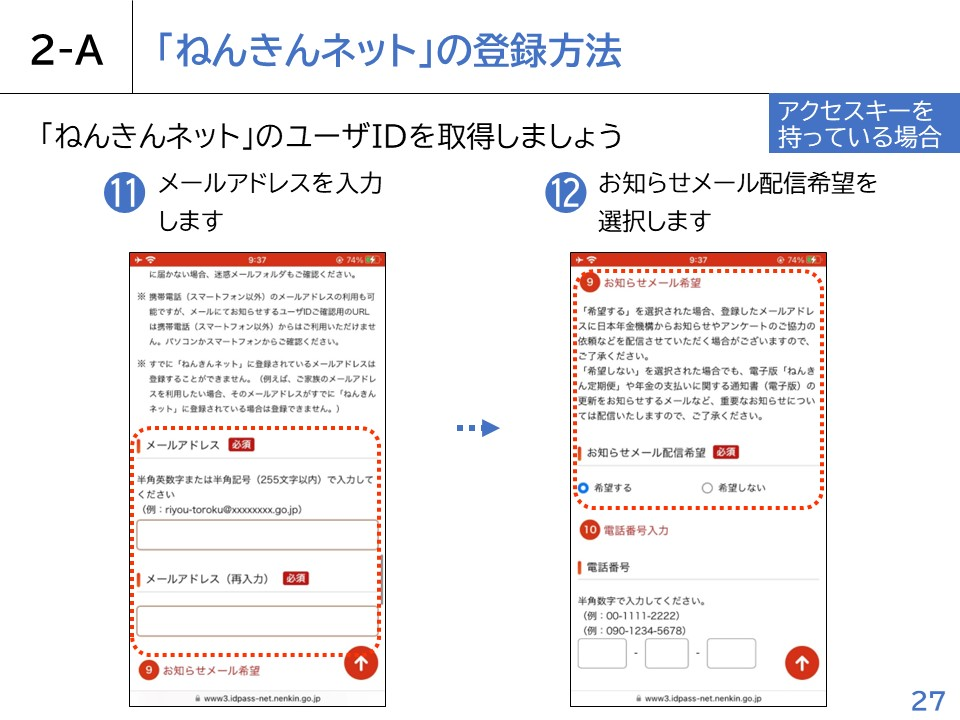 2-A
「ねんきんネット」の登録方法
アクセスキーを
持っている場合
「ねんきんネット」のユーザIDを取得しましょう
⓫
メールアドレスを入力
します
⓬
お知らせメール配信希望を
選択します
9:37
74%
に届かない場合、迷惑メールフォルダもご確認ください。
※ 携帯電話（スマートフォン以外）のメールアドレスの利用も可
能ですが、メールにてお知らせするユーザIDご確認用のURL
は携帯電話（スマートフォン以外）からはご利用いただけませ
ん。パソコンかスマートフォンからご確認ください。
※ すでに「ねんきんネット」に登録されているメールアドレスは
登録することができません。（例えば、ご家族のメールアドレ
スを利用したい場合、そのメールアドレスがすでに「ねんきん
ネット」に登録されている場合は登録できません。）
メールアドレス 必須
半角英数字または半角記号（255文字以内）で入力して
ください
（例：riyou-toroku@xxxxxxxx.go.jp）
メールアドレス（再入力） 必須
9 お知らせメール希望
www3.idpass-net.nenkin.go.jp
9:37
74%
9 お知らせメール希望
「希望する」を選択された場合、登録したメールアドレ
スに日本年金機構からお知らせやアンケートのご協力の
依頼などを配信させていただく場合がございますので、
ご了承ください。
「希望しない」を選択された場合でも、電子版「ねんき
ん定期便」や年金の支払いに関する通知書（電子版）の
更新をお知らせするメールなど、重要なお知らせについ
ては配信いたしますので、ご了承ください。
お知らせメール配信希望 必須
希望する 希望しない
10 電話番号入力
電話番号
半角数字で入力してください。
（例：00-1111-2222）
（例：090-1234-5678）
- -
www3.idpass-net.nenkin.go.jp
27